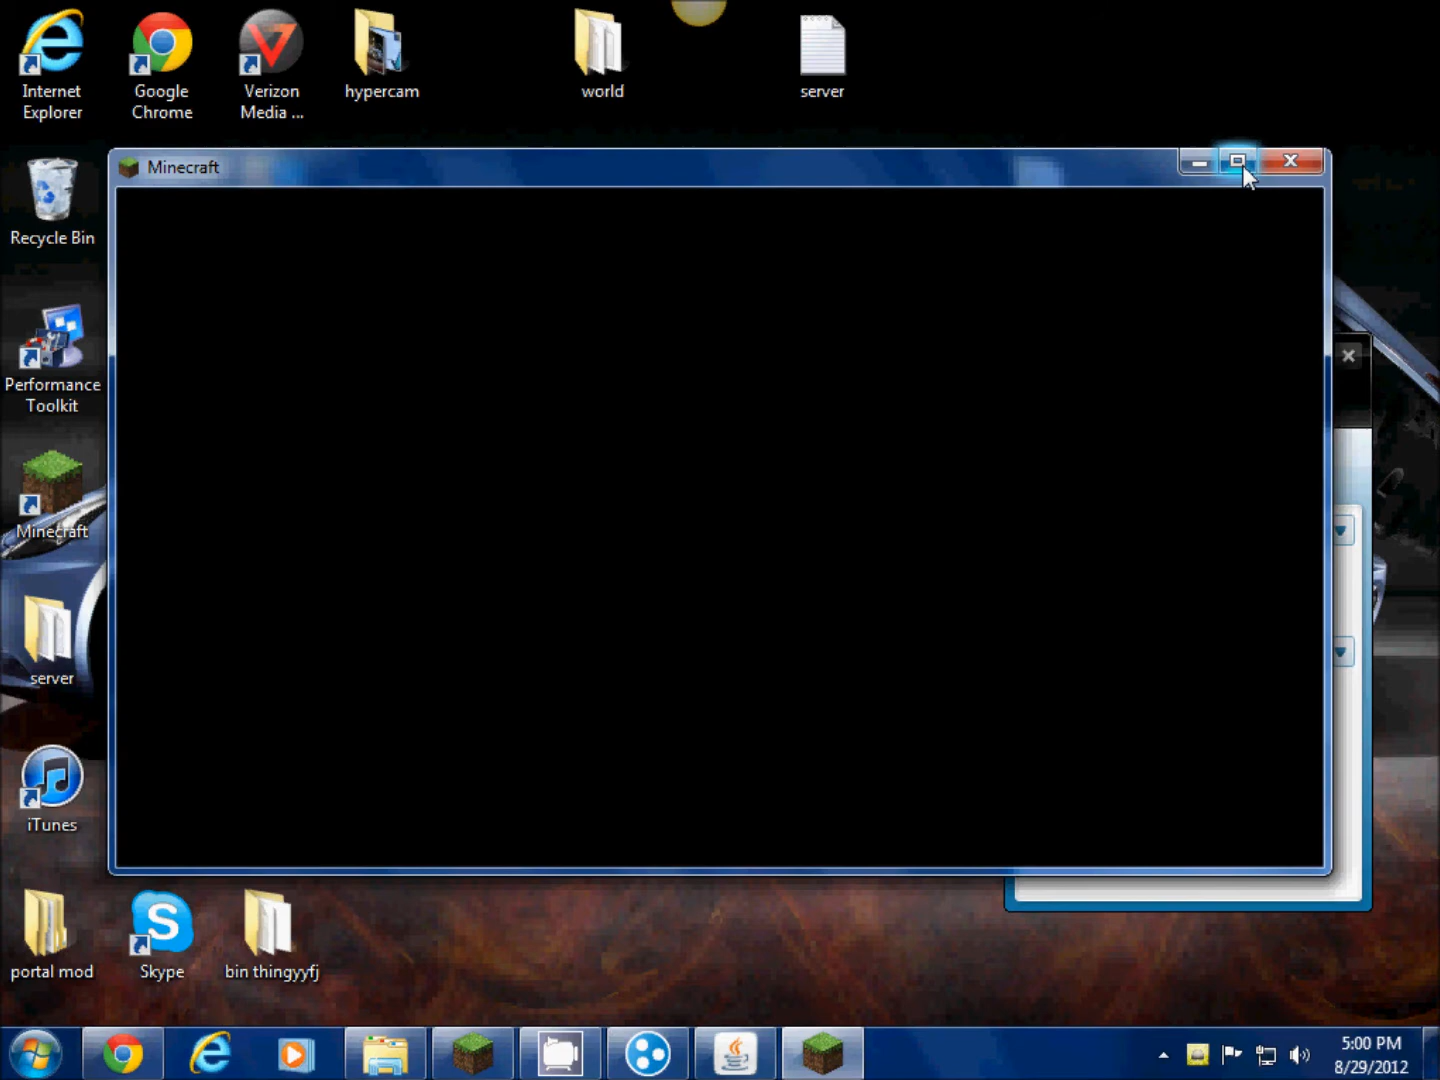 Internet
Explorer
Google
Chrome
Verizon
Media ...
hypercam
world
server
Minecraft
Recycle Bin
Performance
Toolkit
Minecraft
server
iTunes
portal mod
Skype
bin thingyyfj
5:00 PM
8/29/2012